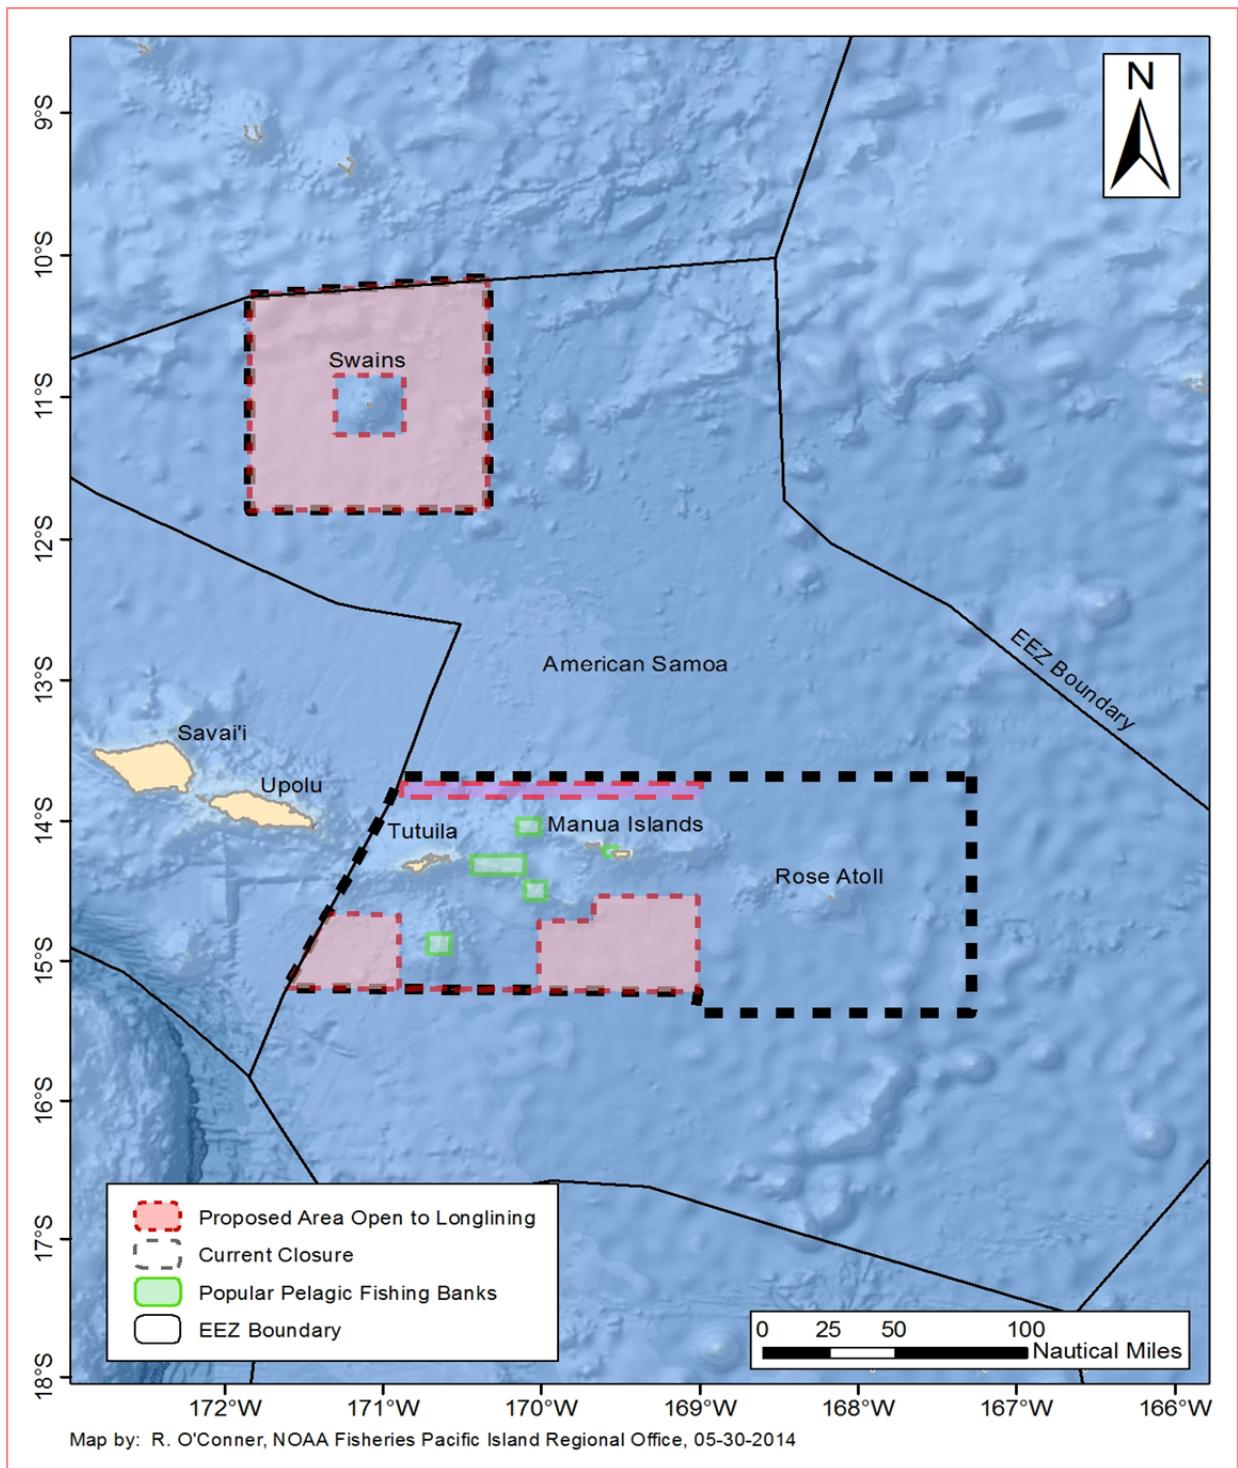 N
9°S
10°S
Swains
11°S
12°S
American Samoa
EEZ Boundary
13°S
Savai'i
Upolu
14°S
Tutuila
Manua Islands
Rose Atoll
15°S
16°S
17°S
18°S
Proposed Area Open to Longlining
Current Closure
Popular Pelagic Fishing Banks
EEZ Boundary
0 25 50 100
Nautical Miles
172°W 171°W 170°W 169°W 168°W 167°W 166°W
Map by: R. O'Conner, NOAA Fisheries Pacific Island Regional Office, 05-30-2014